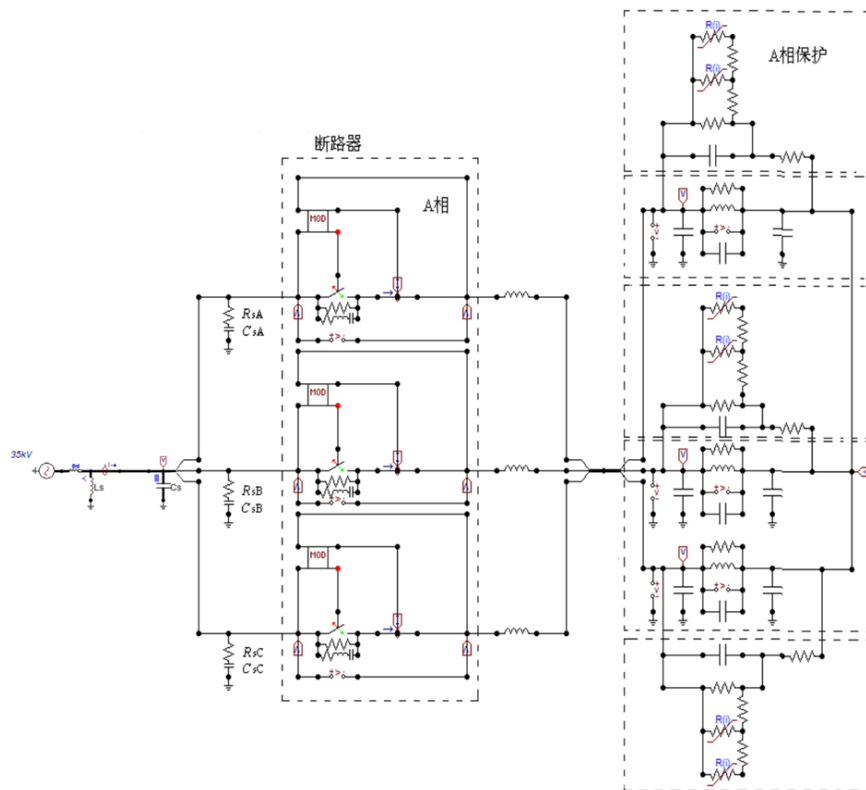 R(i)
A相保护
R(i)
断路器
A相
MOD
V
+V-
+>.
RsA
CsA
+>.
R(i)
R(i)
MOD
35kV
V
Ls
Cs
RsB
CsB
+>.
V
+V-
+>.
MOD
V
+V-
+>.
RsC
CsC
+>.
R(i)
R(i)